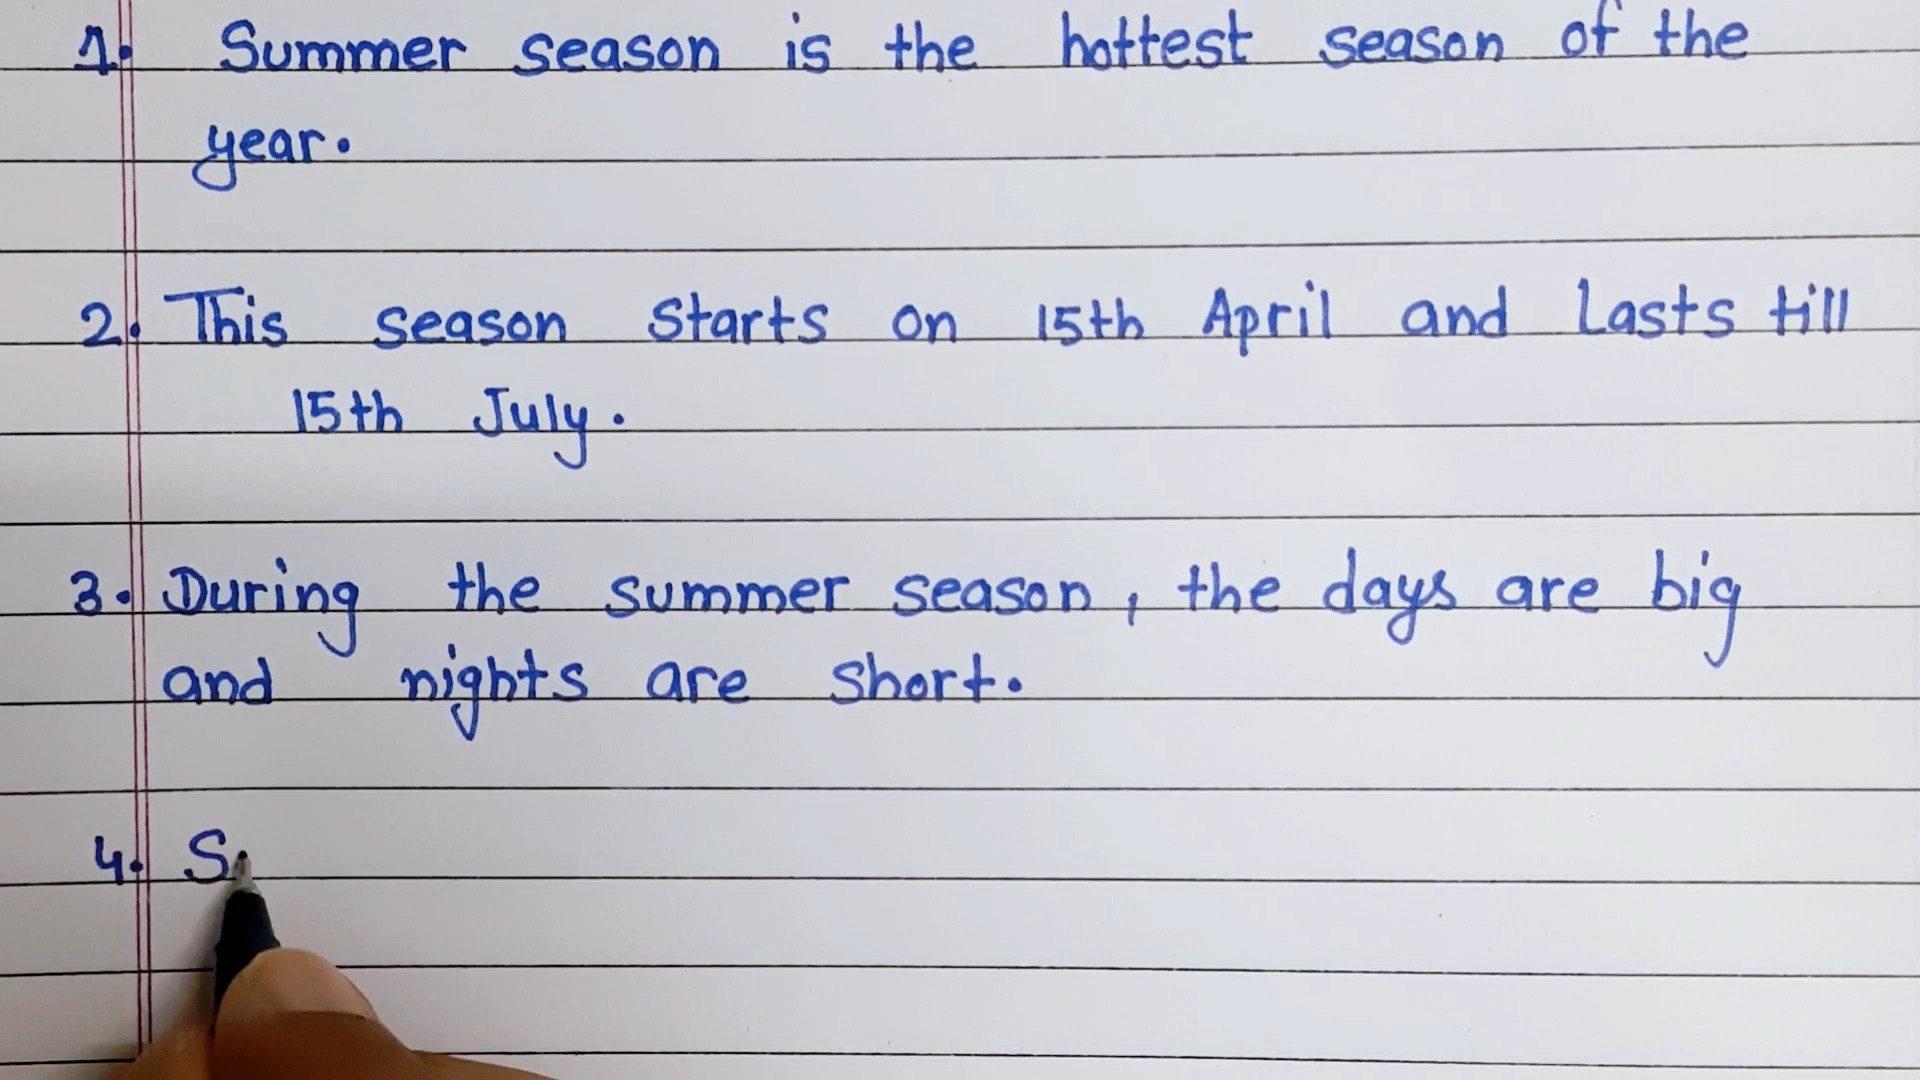 1. Summer season is the hottest season of the
year.
2. This season starts on 15th April and Lasts till
15th July.
3. During the summer season, the days are big
and nights are short.
4. S